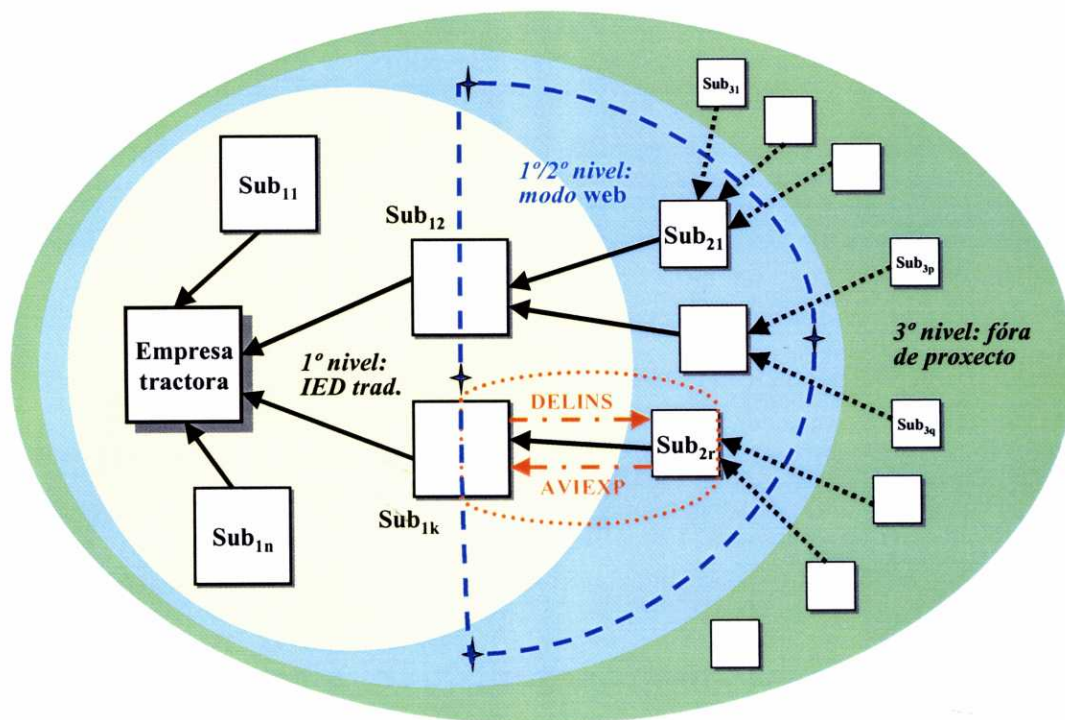 Sub31
Sub11
1º/2º nivel:
modo web
Sub12
Sub21
Sub3p
Empresa
tractora
1º nivel:
IED trad.
3º nivel: fóra
de proxecto
DELINS
Sub2r
Sub3q
AVIEXP
Sub1k
Sub1n